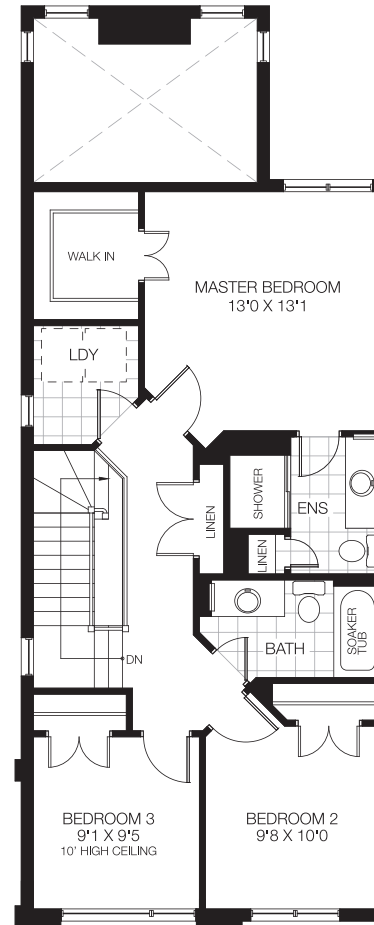 WALK IN
MASTER BEDROOM
13'0 X 13'1
LDY
SHOWER
ENS
LINEN
LINEN
BATH
SOAKER
TUB
DN
BEDROOM 3
9'1 X 9'5
10' HIGH CEILING
BEDROOM 2
9'8 X 10'0